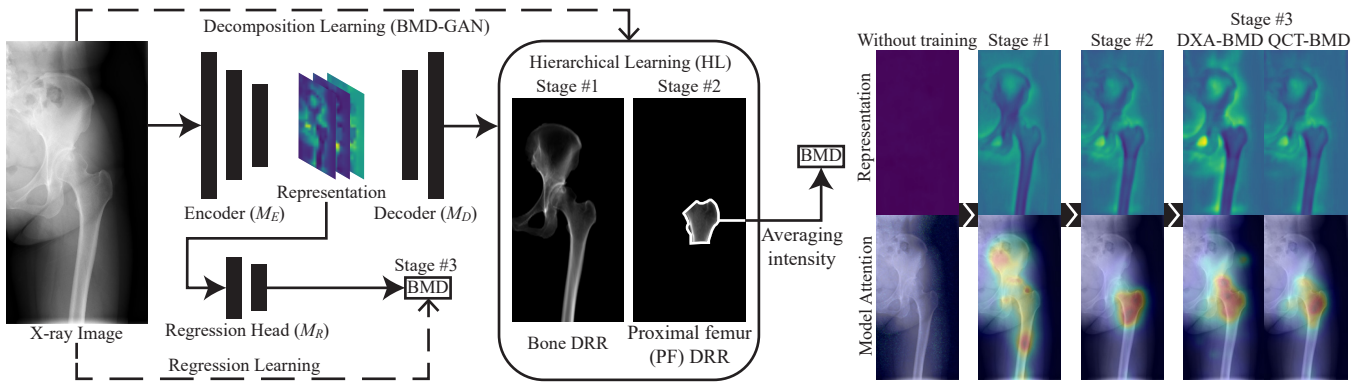 Decomposition Learning (BMD-GAN)
X-ray Image
Encoder (M_E)
Representation
Decoder (M_D)
Regression Head (M_R)
Stage #3
BMD
Regression Learning
Hierarchical Learning (HL)
Stage #1
Stage #2
Bone DRR
Proximal femur
(PF) DRR
BMD
Averaging
intensity
Stage #3
Without training
Stage #1
Stage #2
DXA-BMD
QCT-BMD
Representation
Model Attention